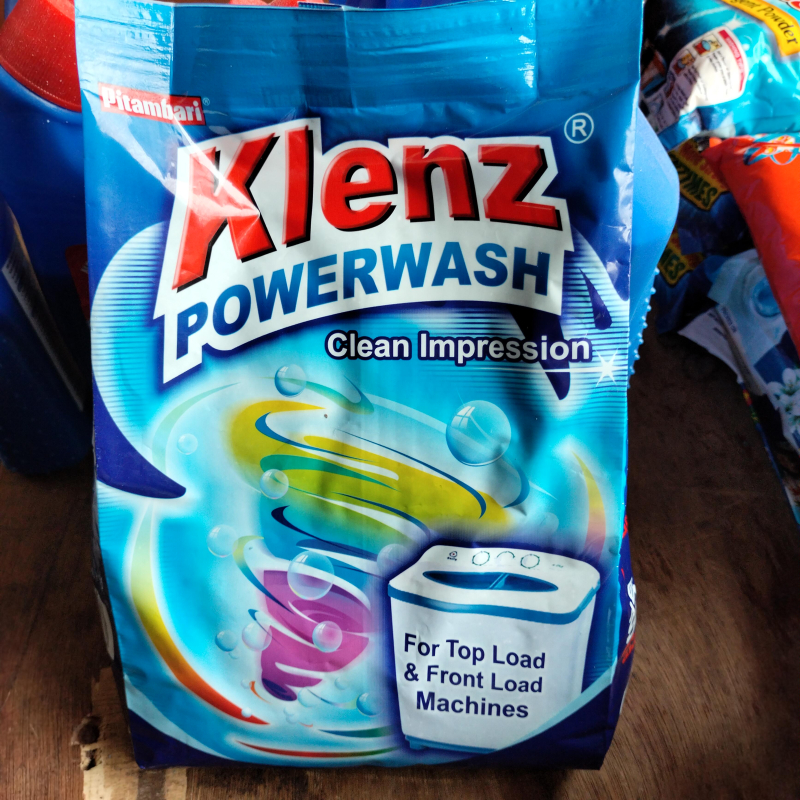 Pitambari
Klenz ®
POWERWASH
Clean Impression
For Top Load
& Front Load
Machines